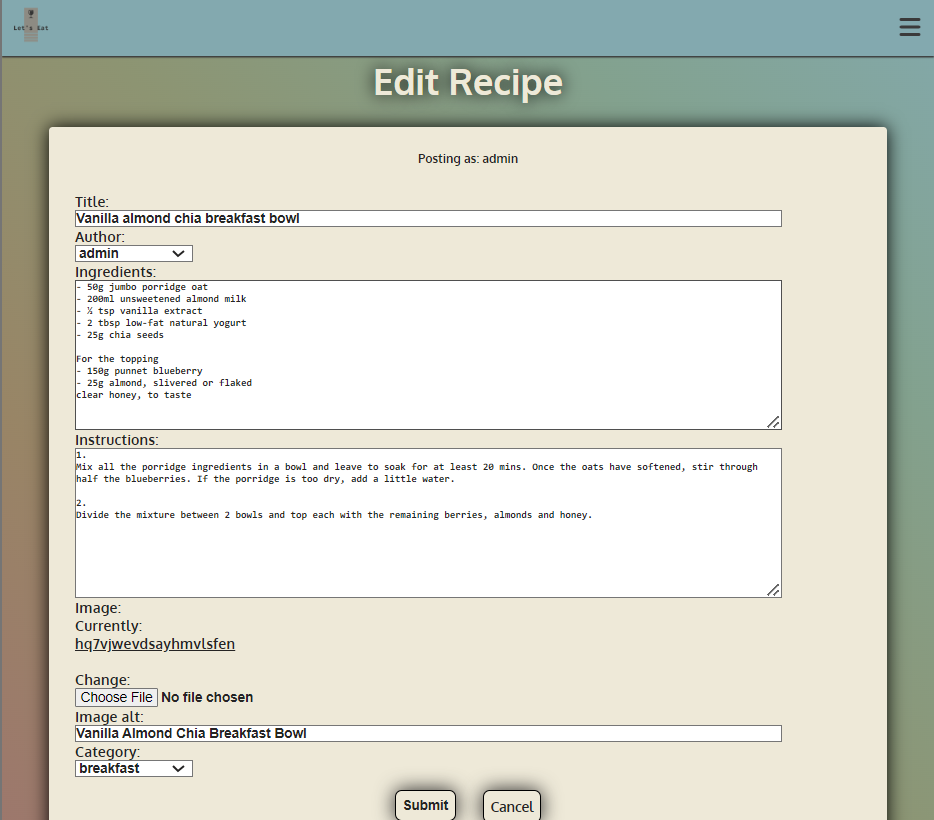 Let's Eat
Edit Recipe
Posting as: admin
Title:
Vanilla almond chia breakfast bowl
Author:
admin
Ingredients:
- 50g jumbo porridge oat
- 200ml unsweetened almond milk
- ½ tsp vanilla extract
- 2 tbsp low-fat natural yogurt
- 25g chia seeds
For the topping
- 150g punnet blueberry
- 25g almond, slivered or flaked
clear honey, to taste
Instructions:
1.
Mix all the porridge ingredients in a bowl and leave to soak for at least 20 mins. Once the oats have softened, stir through
half the blueberries. If the porridge is too dry, add a little water.
2.
Divide the mixture between 2 bowls and top each with the remaining berries, almonds and honey.
Image:
Currently:
hq7vjwevdsayhmvlsfen
Change:
Choose File No file chosen
Image alt:
Vanilla Almond Chia Breakfast Bowl
Category:
breakfast
Submit Cancel